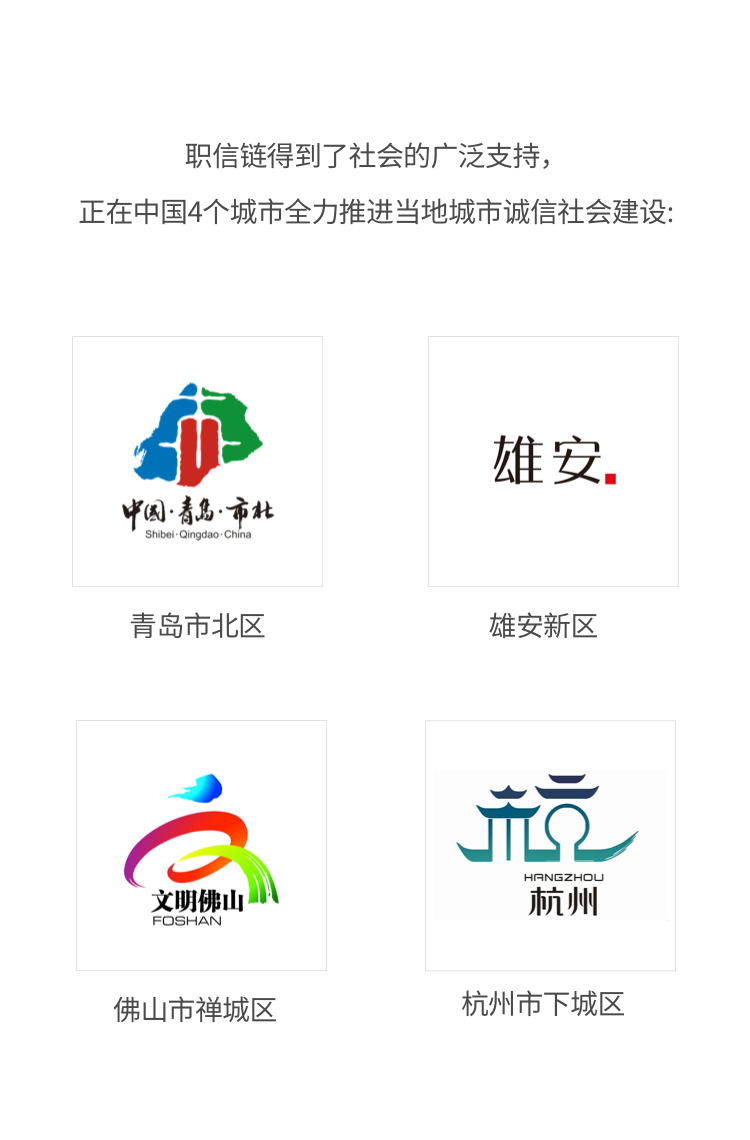 职信链得到了社会的广泛支持，
正在中国4个城市全力推进当地城市诚信社会建设:
中国·青岛·市北
Shibei·Qingdao·China
雄安
青岛市北区
雄安新区
文明佛山
FOSHAN
杭
HANGZHOU
杭州
佛山市禅城区
杭州市下城区